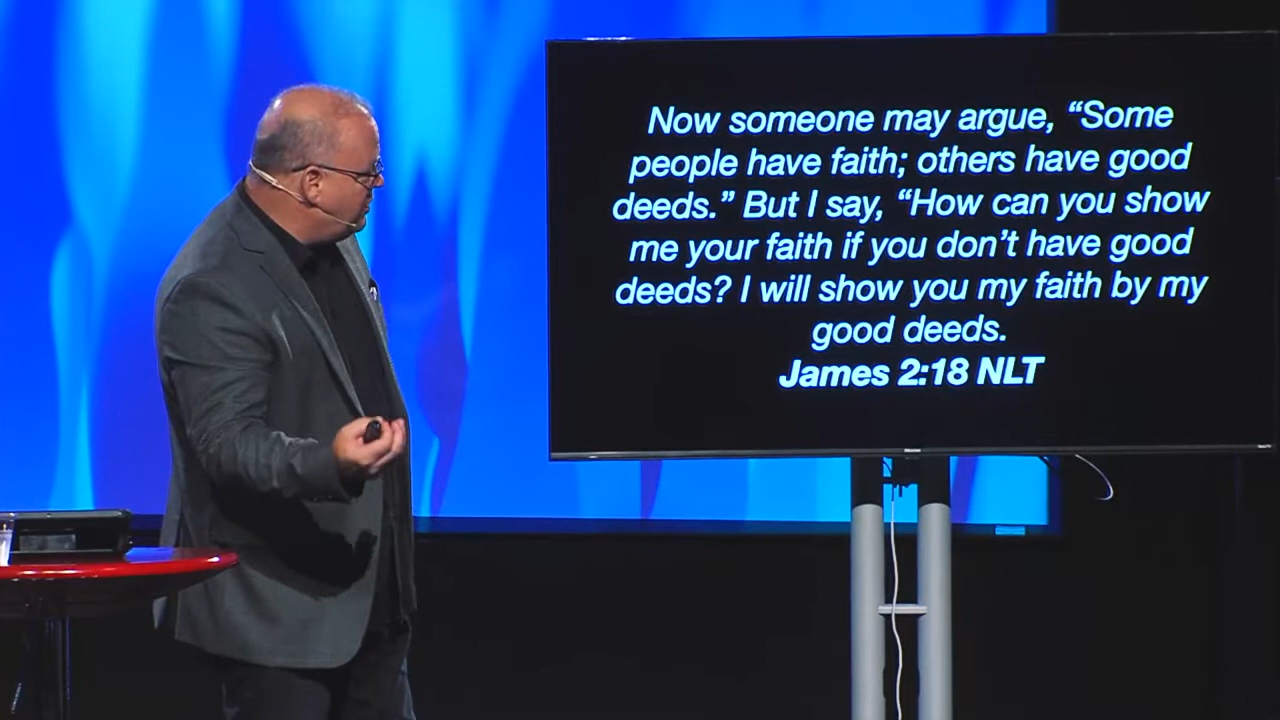 Now someone may argue, “Some
people have faith; others have good
deeds.” But I say, “How can you show
me your faith if you don’t have good
deeds? I will show you my faith by my
good deeds.
James 2:18 NLT
Hisense